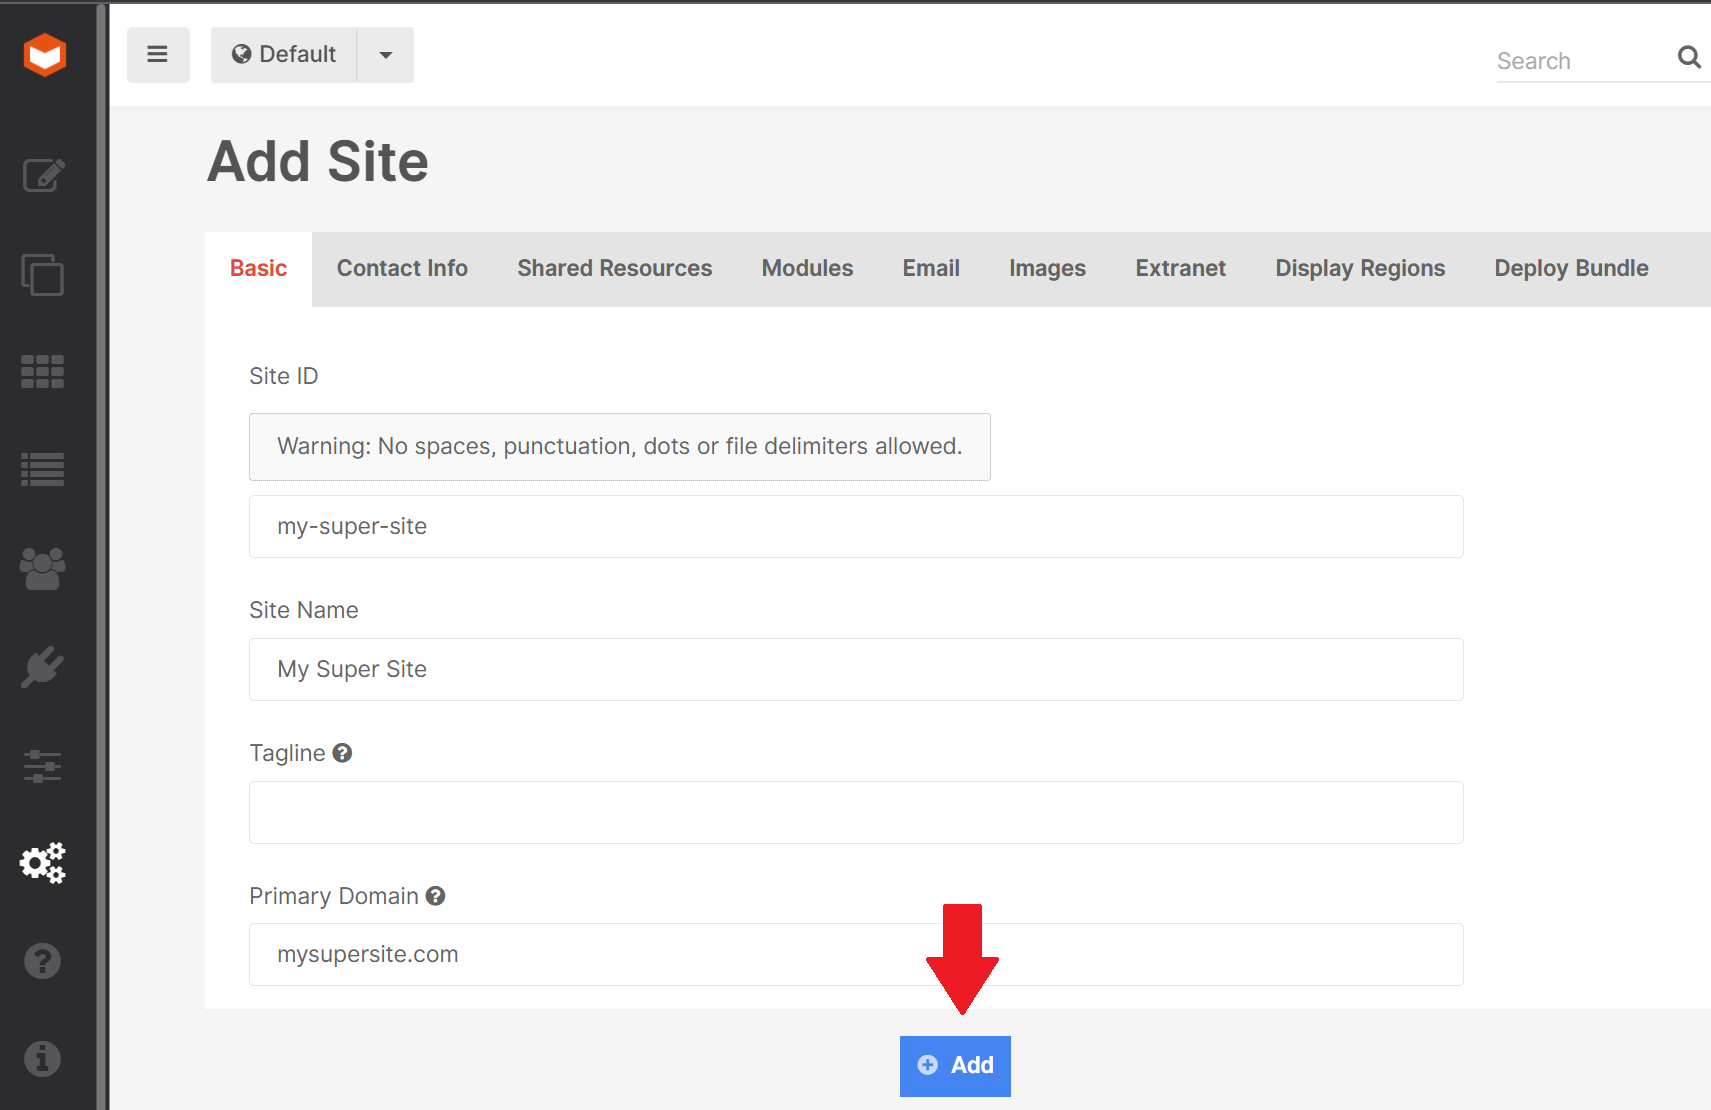 Default
Search
Add Site
Basic Contact Info Shared Resources Modules Email Images Extranet Display Regions Deploy Bundle
Site ID
Warning: No spaces, punctuation, dots or file delimiters allowed.
my-super-site
Site Name
My Super Site
Tagline
Primary Domain
mysupersite.com
Add